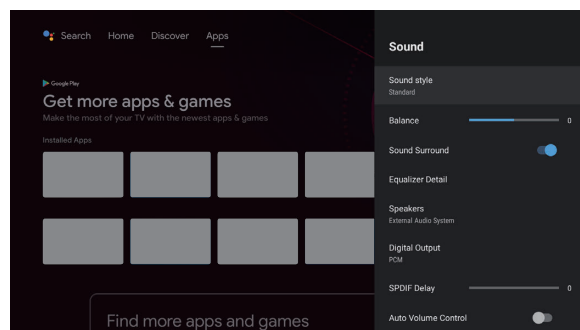 Search Home Discover Apps
Google Play
Get more apps & games
Make the most of your TV with the newest apps & games
Installed Apps
Find more apps and games
Sound
Sound style
Standard
Balance 0
Sound Surround
Equalizer Detail
Speakers
External Audio System
Digital Output
PCM
SPDIF Delay 0
Auto Volume Control